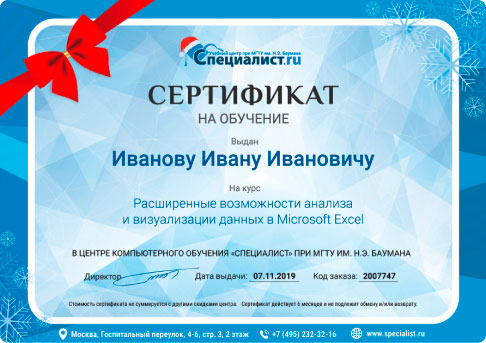 Учебный центр при МГТУ им. Н.Э. Баумана
Специалист.ru
СЕРТИФИКАТ
НА ОБУЧЕНИЕ
Выдан
Иванову Ивану Ивановичу
На курс
Расширенные возможности анализа
и визуализации данных в Microsoft Excel
В ЦЕНТРЕ КОМПЬЮТЕРНОГО ОБУЧЕНИЯ «СПЕЦИАЛИСТ» ПРИ МГТУ ИМ. Н.Э. БАУМАНА
Директор Дата выдачи: 07.11.2019 Код заказа: 2007747
Стоимость сертификата не суммируется с другими скидками центра. Сертификат действует 6 месяцев и не подлежит обмену и/или возврату.
Москва, Госпитальный переулок, 4-6, стр. 3, 2 этаж +7 (495) 232-32-16 www.specialist.ru